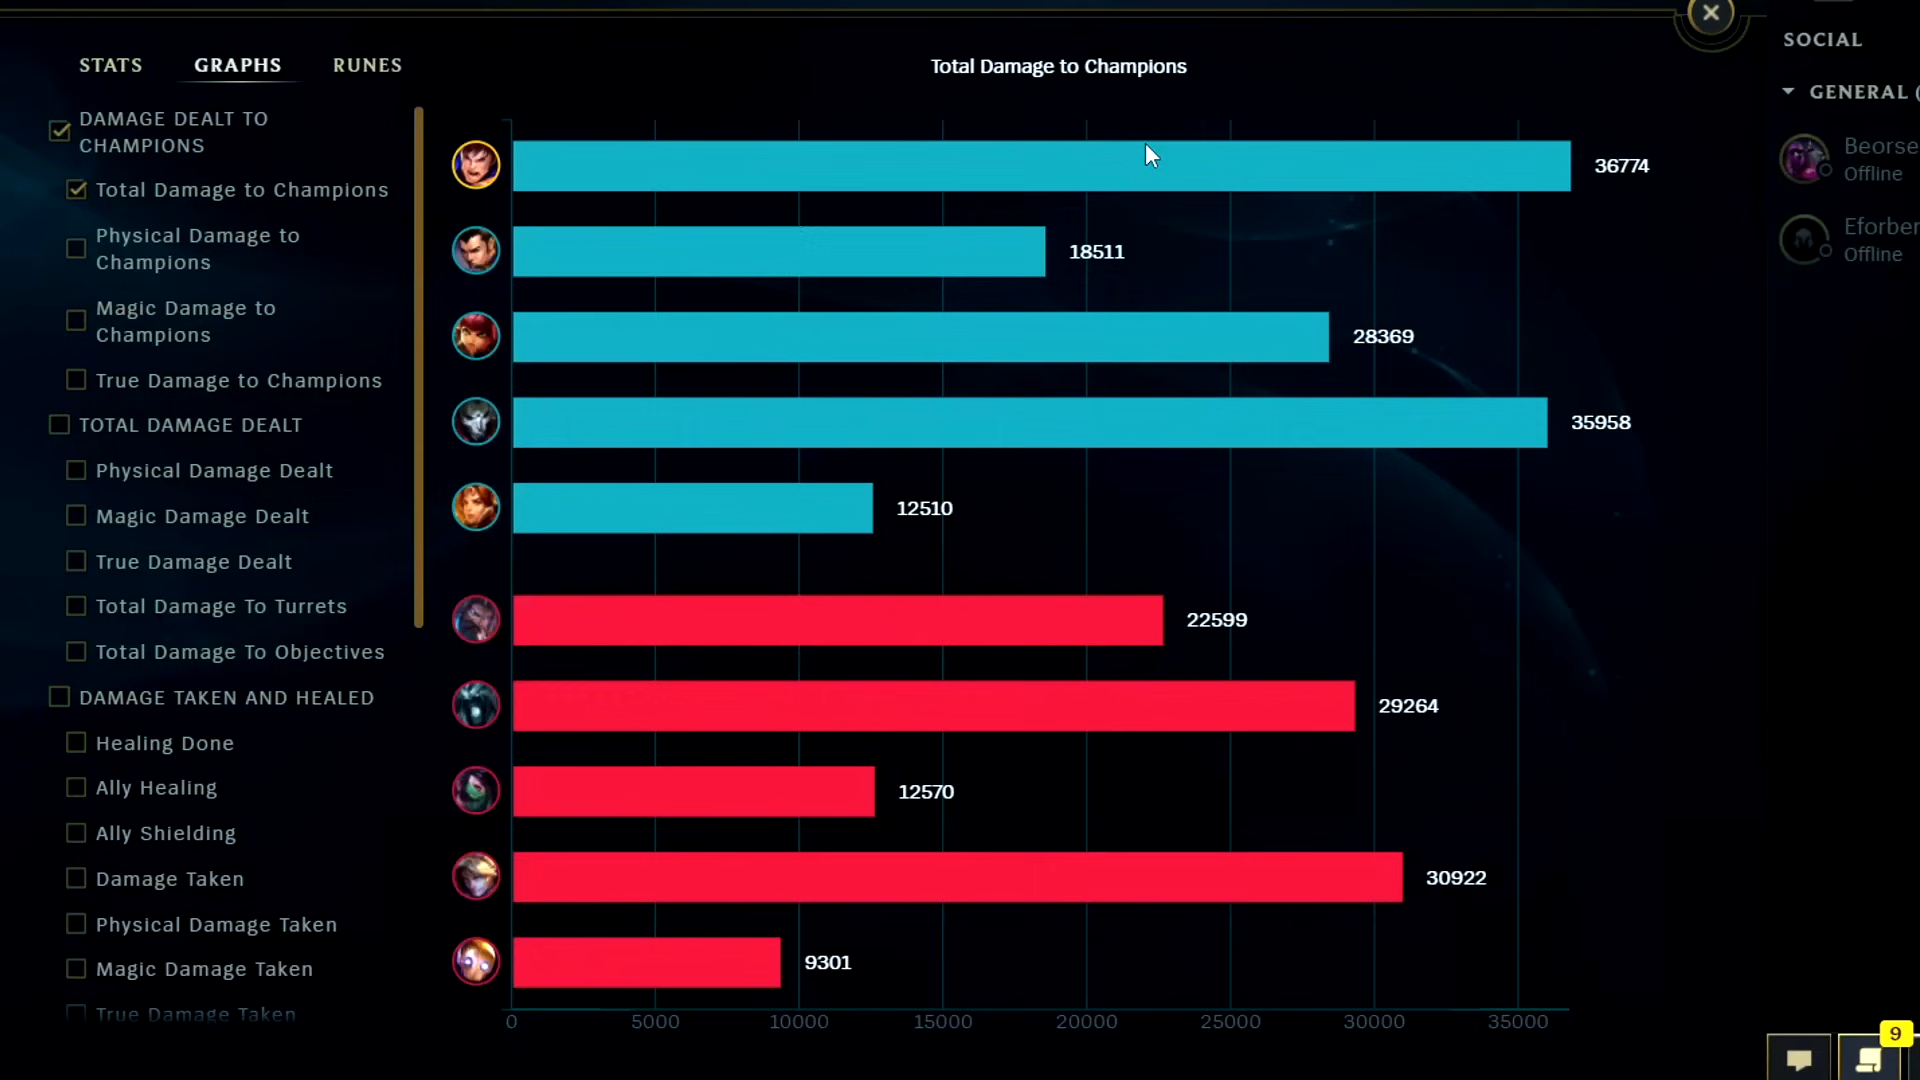 STATS
GRAPHS
RUNES
Total Damage to Champions
SOCIAL
DAMAGE DEALT TO
CHAMPIONS
Total Damage to Champions
Physical Damage to
Champions
Magic Damage to
Champions
True Damage to Champions
TOTAL DAMAGE DEALT
Physical Damage Dealt
Magic Damage Dealt
True Damage Dealt
Total Damage To Turrets
Total Damage To Objectives
DAMAGE TAKEN AND HEALED
Healing Done
Ally Healing
Ally Shielding
Damage Taken
Physical Damage Taken
Magic Damage Taken
True Damage Taken
36774
18511
28369
35958
12510
22599
29264
12570
30922
9301
0 5000 10000 15000 20000 25000 30000 35000
GENERAL (
Beorse
Offline
Eforber
Offline
9